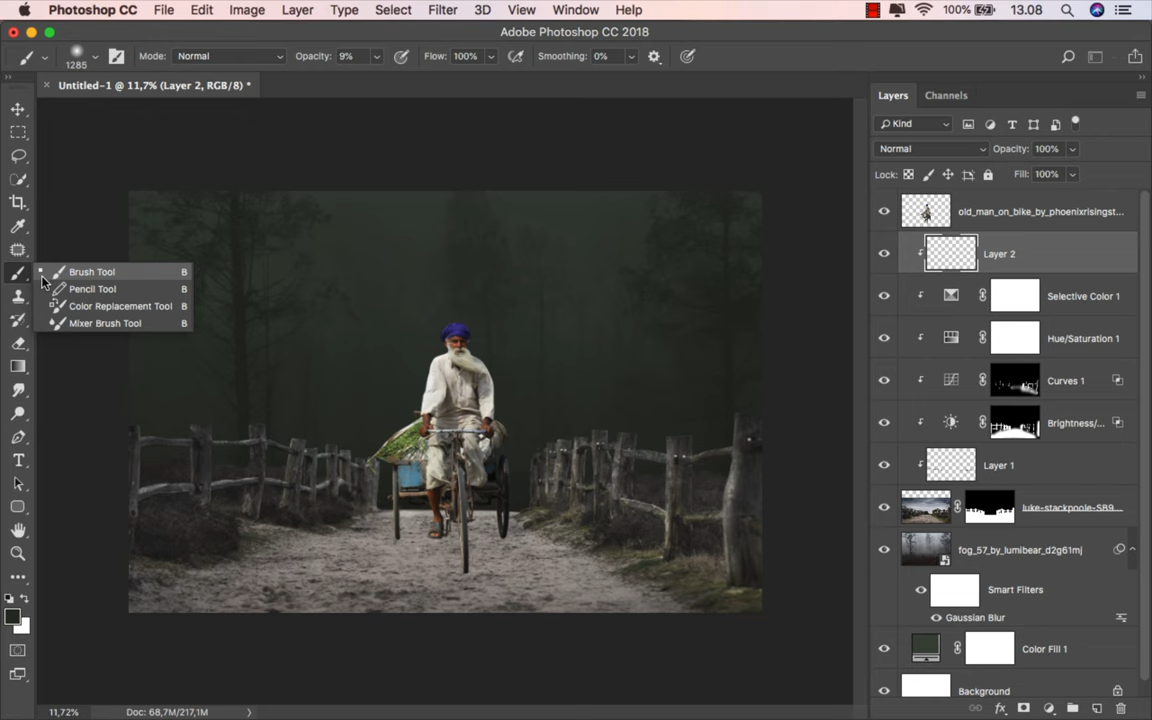 Photoshop CC File Edit Image Layer Type Select Filter 3D View Window Help 100% 13.08
Adobe Photoshop CC 2018
1285 Mode: Normal Opacity: 9% Flow: 100% Smoothing: 0%
Untitled-1 @ 11,7% (Layer 2, RGB/8) *
Layers Channels
Kind
Normal Opacity: 100%
Lock: Fill: 100%
old_man_on_bike_by_phoenixrisingst...
Layer 2
Brush Tool B
Pencil Tool B
Color Replacement Tool B
Mixer Brush Tool B
Selective Color 1
Hue/Saturation 1
Curves 1
Brightness/...
Layer 1
luke-stackpoole-SB9...
fog_57_by_lumibear_d2g61mj
Smart Filters
Gaussian Blur
Color Fill 1
Background
11,72% Doc: 68,7M/217,1M